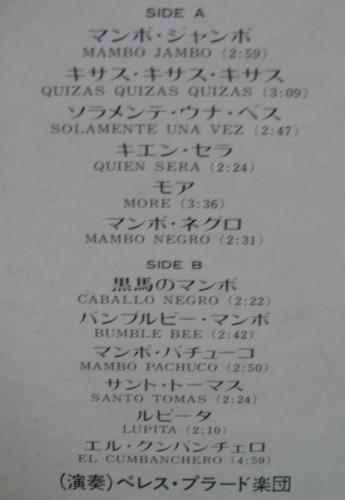 SIDE A
マンボ・ジャンボ
MAMBO JAMBO (2:59)
キサス・キサス・キサス
QUIZAS QUIZAS QUIZAS (3:09)
ソラメンテ・ウナ・ベス
SOLAMENTE UNA VEZ (2:47)
キエン・セラ
QUIEN SERA (2:24)
モア
MORE (3:36)
マンボ・ネグロ
MAMBO NEGRO (2:31)
SIDE B
黒馬のマンボ
CABALLO NEGRO (2:22)
バンブルビー・マンボ
BUMBLE BEE (2:42)
マンボ・パチューコ
MAMBO PACHUCO (2:50)
サント・トーマス
SANTO TOMAS (2:24)
ルピータ
LUPITA (2:10)
エル・クンバンチェロ
EL CUMBANCHERO (4:59)
(演奏)ペレス・プラード楽団